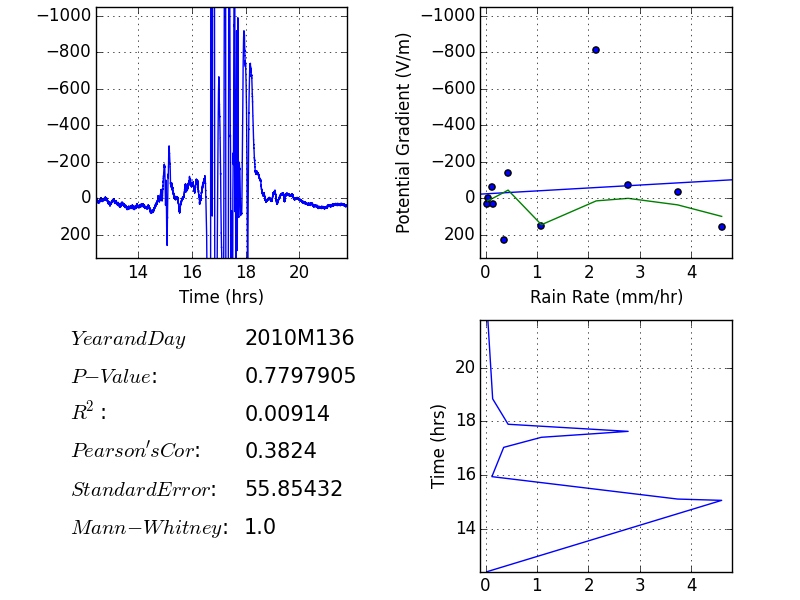 −1000
−800
−600
−400
−200
0
200
14 16 18 20
Time (hrs)
−1000
−800
−600
−400
−200
0
200
Potential Gradient (V/m)
0 1 2 3 4
Rain Rate (mm/hr)
YearandDay 2010M136
P−Value: 0.7797905
R²: 0.00914
Pearson'sCor: 0.3824
StandardError: 55.85432
Mann−Whitney: 1.0
20
18
16
14
Time (hrs)
0 1 2 3 4